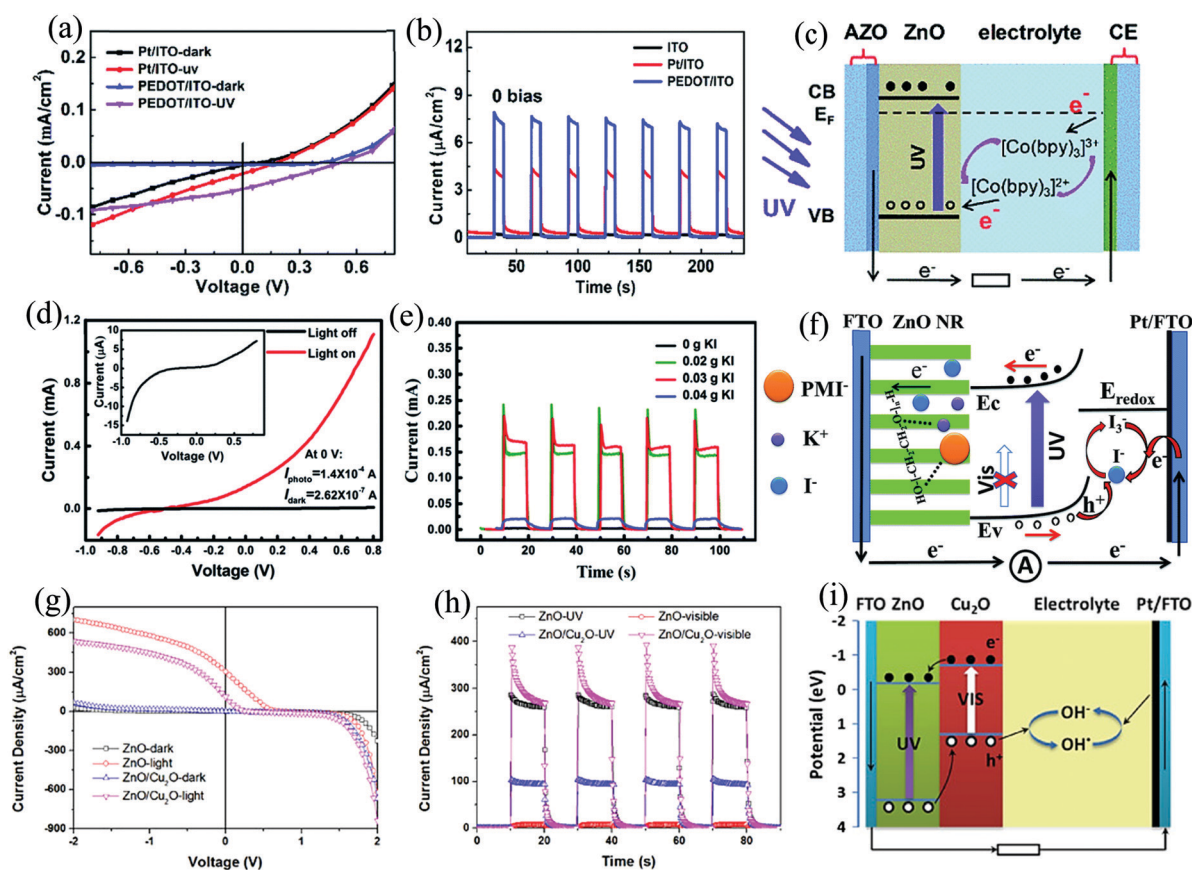 (a)
Pt/ITO-dark
Pt/ITO-uv
PEDOT/ITO-dark
PEDOT/ITO-UV
0.2
0.1
0.0
-0.1
Current (mA/cm²)
-0.8
-0.4
0.0
0.4
0.8
Voltage (V)
(b)
12
9
6
3
0
Current (μA/cm²)
ITO
Pt/ITO
PEDOT/ITO
0 bias
50
100
150
200
Time (s)
(c)
AZO
ZnO
electrolyte
CE
CB
E_F
VB
UV
UV
e⁻
[Co(bpy)₃]³⁺
[Co(bpy)₃]²⁺
e⁻
e⁻
e⁻
(d)
1.2
0.8
0.4
0.0
Current (mA)
Light off
Light on
10
5
0
-5
-10
-15
Current (μA)
-1.0
-0.5
0.0
0.5
Voltage (V)
At 0 V:
I_photo=1.4X10⁻⁴ A
I_dark=2.62X10⁻⁷ A
-1.0
-0.8
-0.6
-0.4
-0.2
0.0
0.2
0.4
0.6
0.8
Voltage (V)
(e)
0.40
0.35
0.30
0.25
0.20
0.15
0.10
0.05
0.00
Current (mA)
0 g KI
0.02 g KI
0.03 g KI
0.04 g KI
0
20
40
60
80
100
Time (s)
(f)
FTO
ZnO NR
Pt/FTO
PMI⁻
K⁺
I⁻
e⁻
e⁻
Ec
E_redox
I₃⁻
I⁻
e⁻
UV
Vis
h⁺
Ev
e⁻
A
e⁻
(g)
600
300
0
-300
-600
-900
Current Density (μA/cm²)
ZnO-dark
ZnO-light
ZnO/Cu₂O-dark
ZnO/Cu₂O-light
-2
-1
0
1
2
Voltage (V)
(h)
400
300
200
100
0
Current Density (μA/cm²)
ZnO-UV
ZnO-visible
ZnO/Cu₂O-UV
ZnO/Cu₂O-visible
0
20
40
60
80
Time (s)
(i)
FTO ZnO
Cu₂O
Electrolyte
Pt/FTO
-2
-1
0
1
2
3
4
Potential (eV)
e⁻
VIS
UV
h⁺
OH⁻
OH•